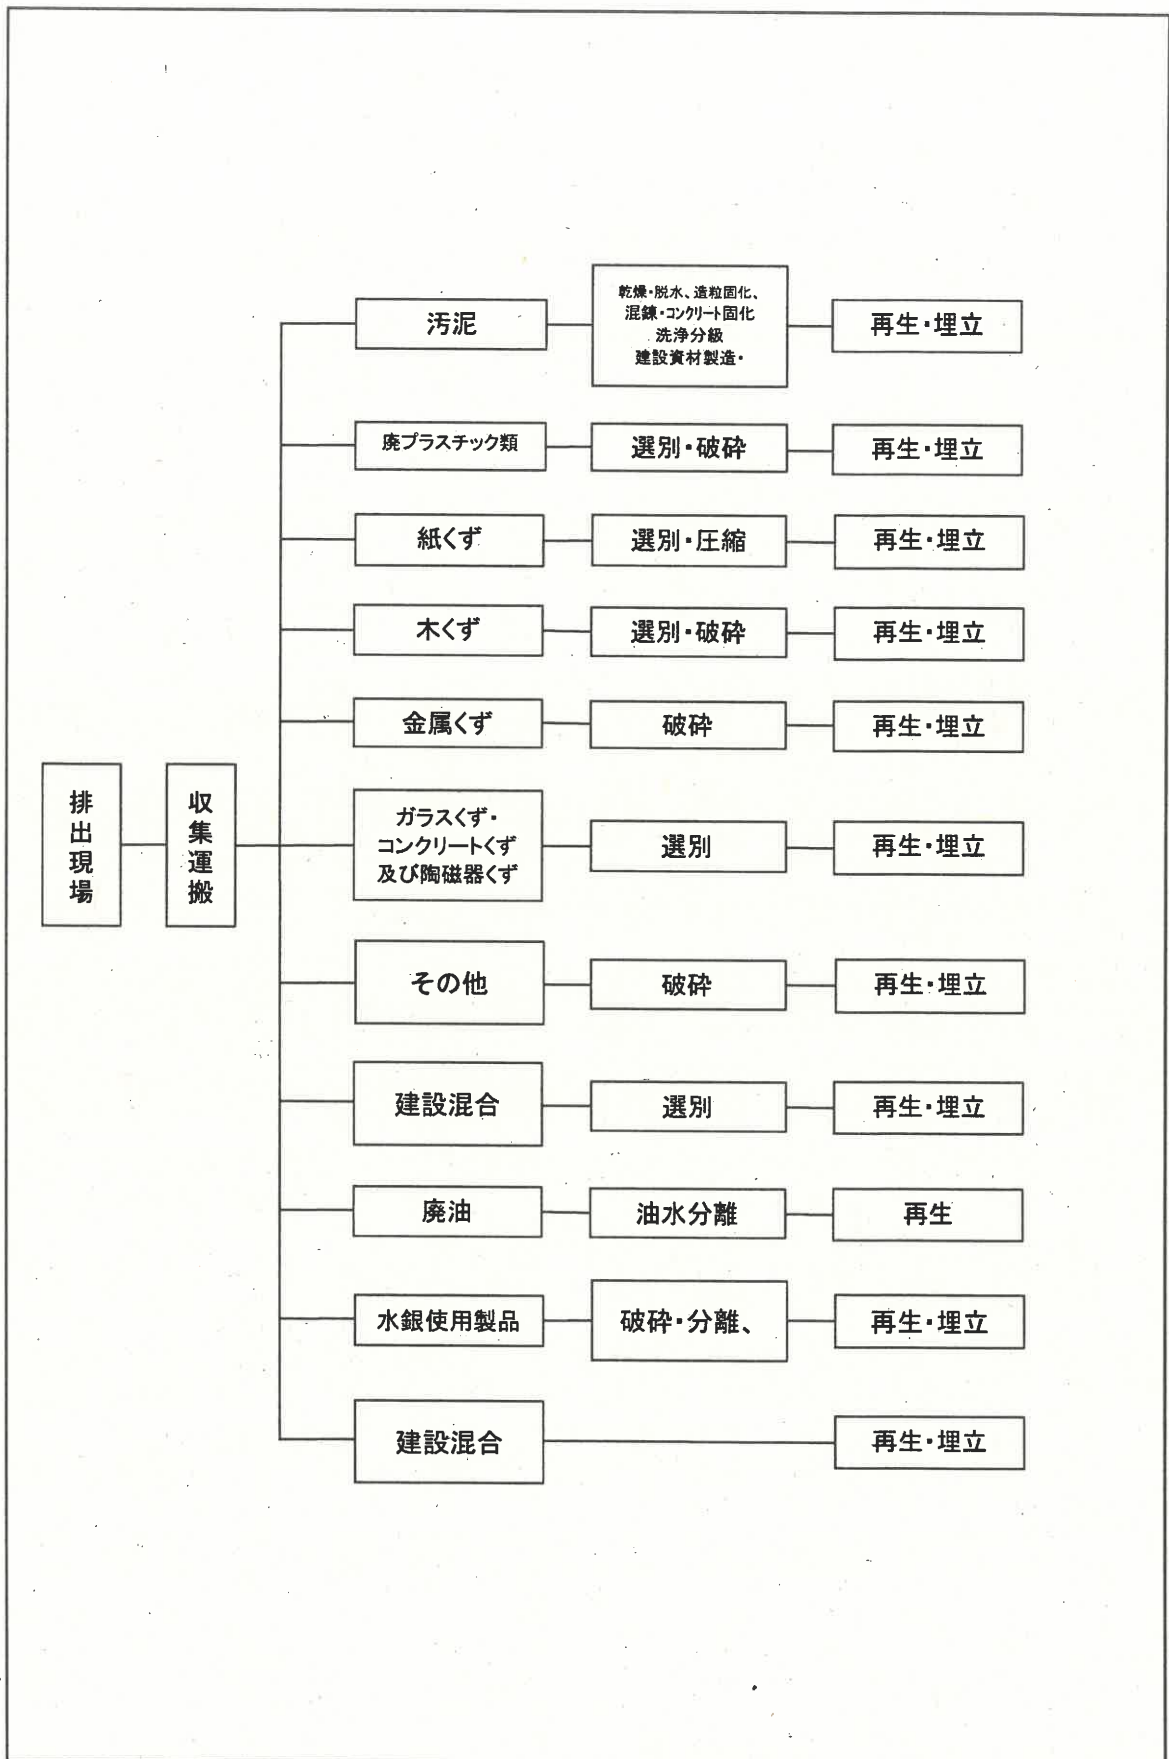 排出現場
収集運搬
汚泥
乾燥・脱水、造粒固化、
混錬・コンクリート固化
洗浄分級
建設資材製造・
再生・埋立
廃プラスチック類
選別・破砕
再生・埋立
紙くず
選別・圧縮
再生・埋立
木くず
選別・破砕
再生・埋立
金属くず
破砕
再生・埋立
ガラスくず・
コンクリートくず
及び陶磁器くず
選別
再生・埋立
その他
破砕
再生・埋立
建設混合
選別
再生・埋立
廃油
油水分離
再生
水銀使用製品
破砕・分離、
再生・埋立
建設混合
再生・埋立